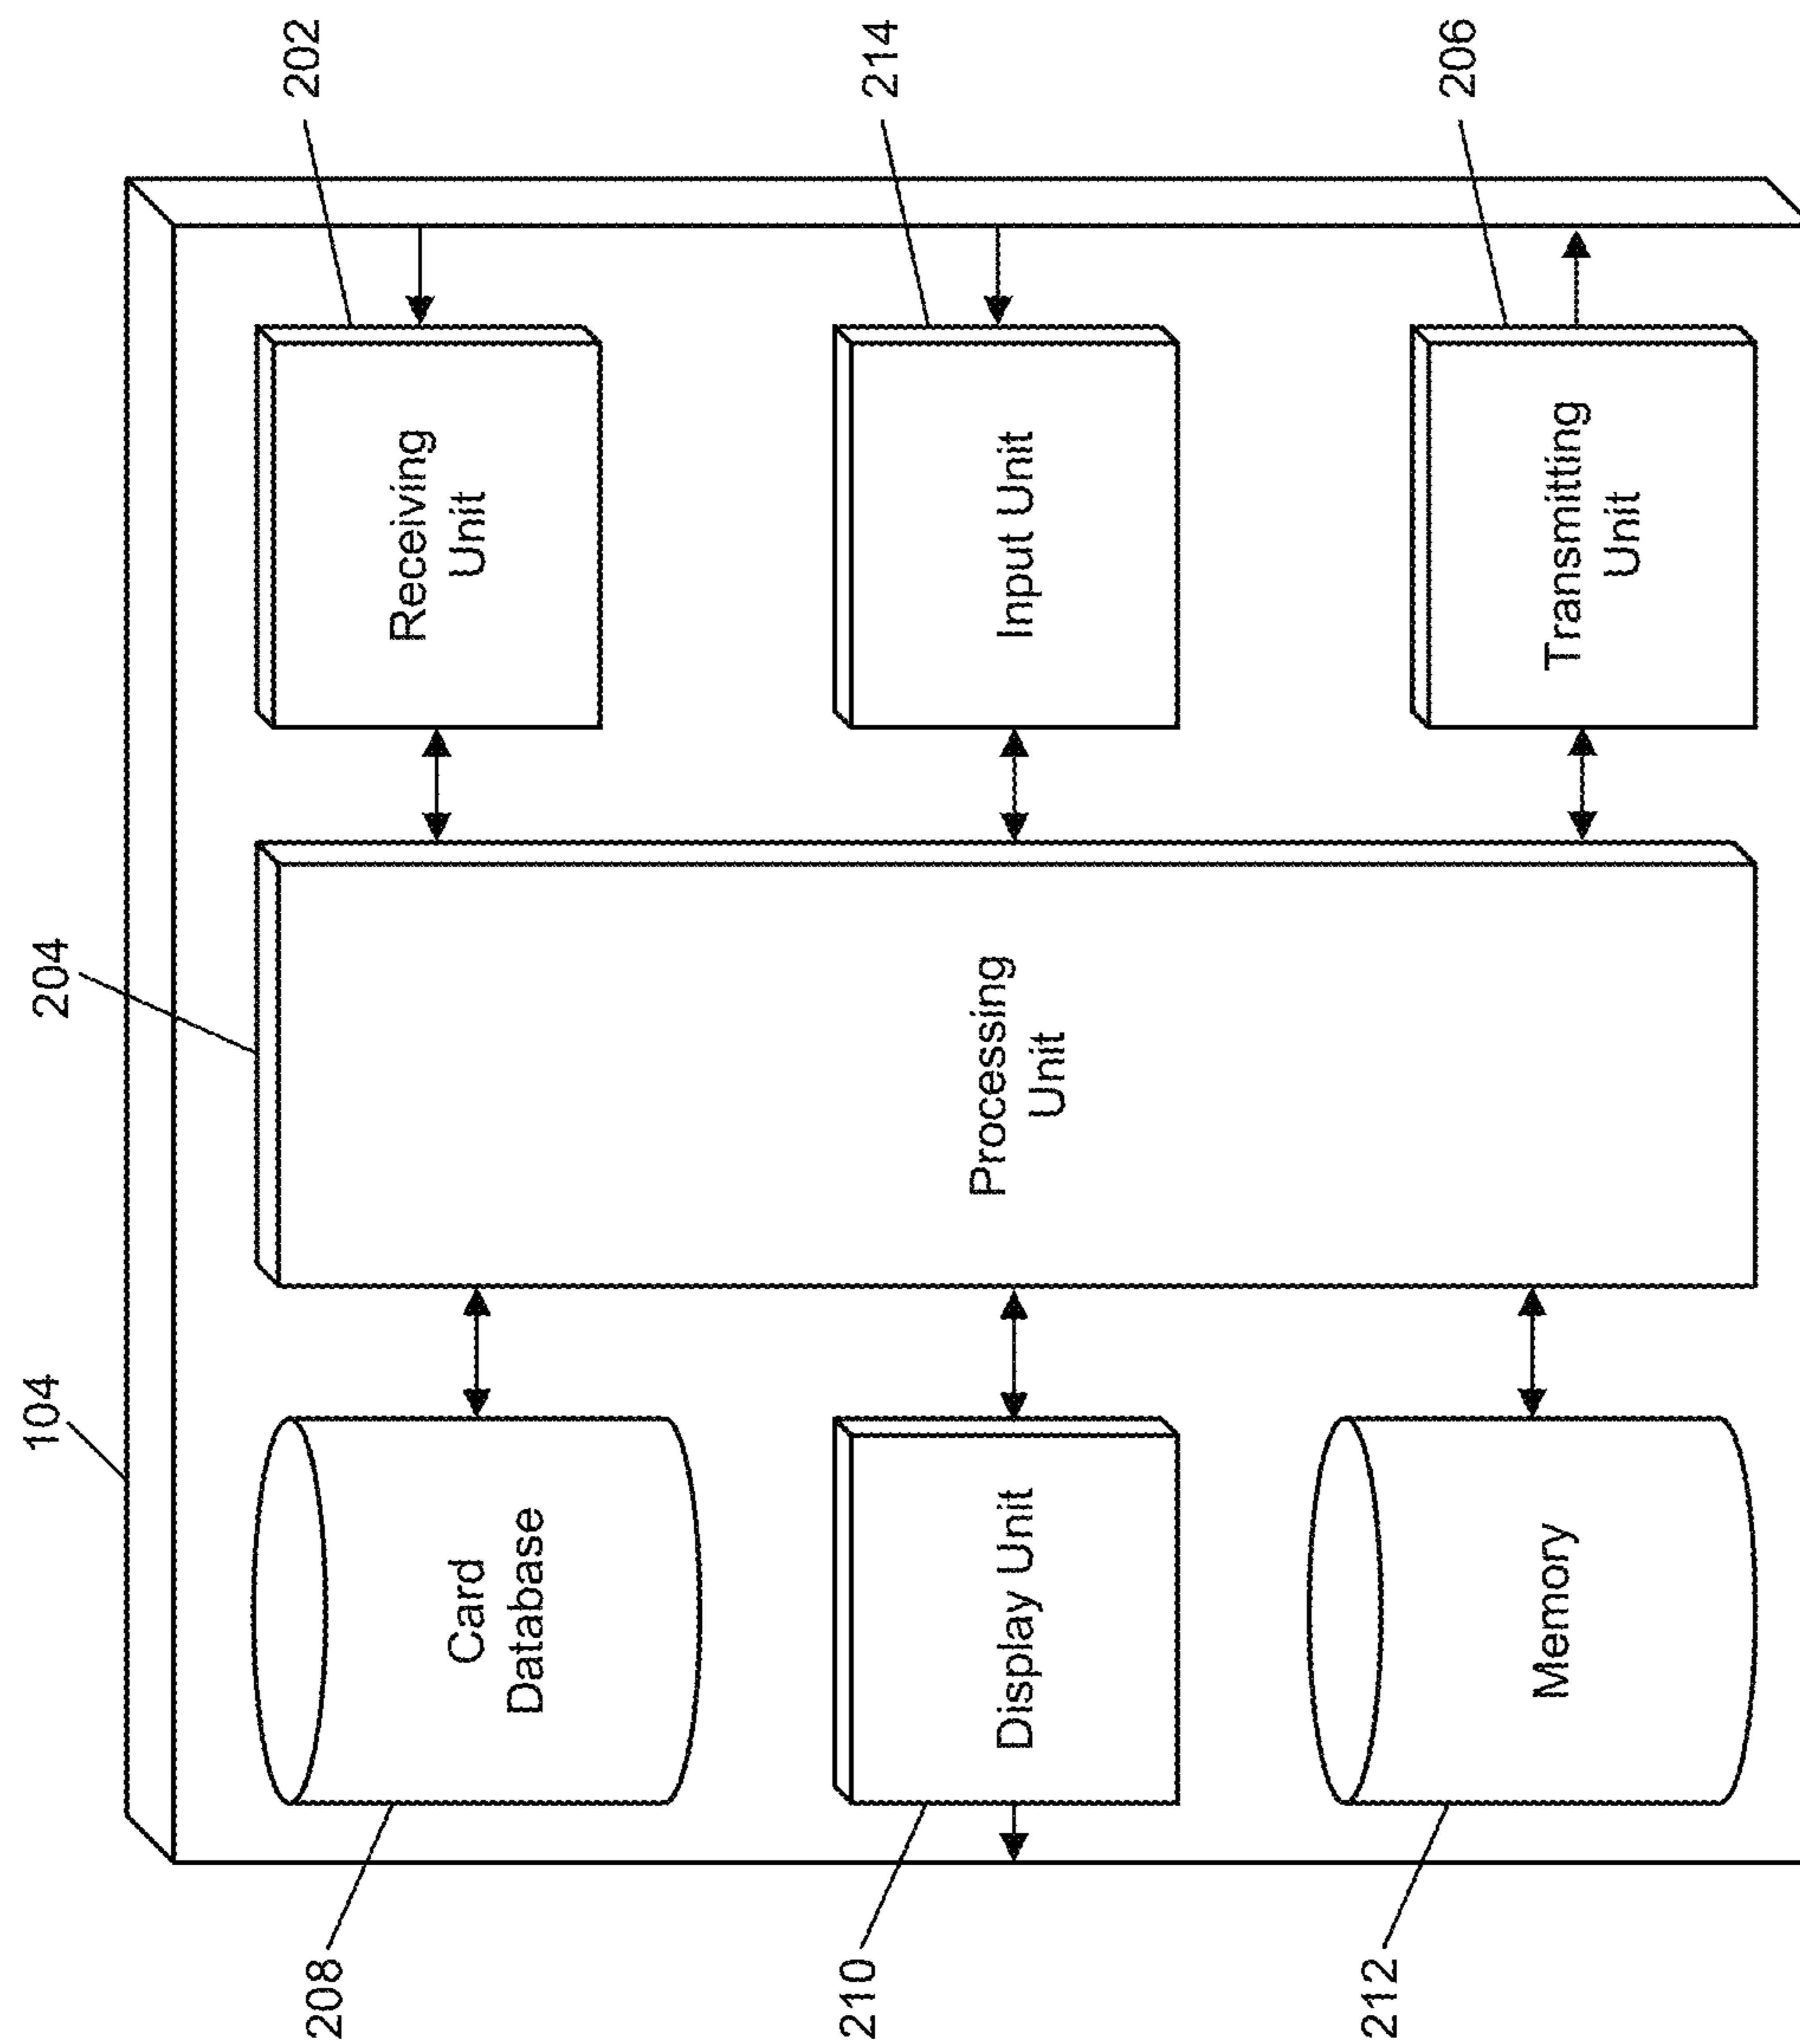 104
204
208
Card
Database
Receiving
Unit
202
210
Display Unit
Processing
Unit
Input Unit
214
212
Memory
Transmitting
Unit
206